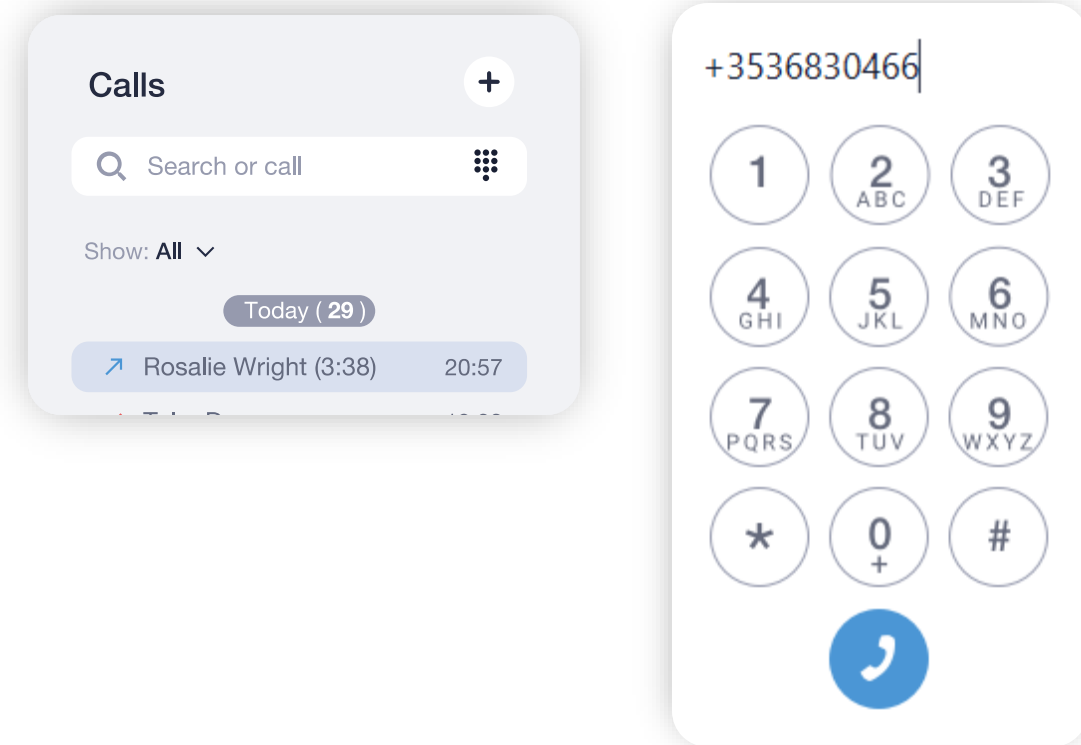 Calls
Search or call
Show: All
Today ( 29 )
Rosalie Wright (3:38) 20:57
+3536830466
1
2 ABC
3 DEF
4 GHI
5 JKL
6 MNO
7 PQRS
8 TUV
9 WXYZ
*
0 +
#